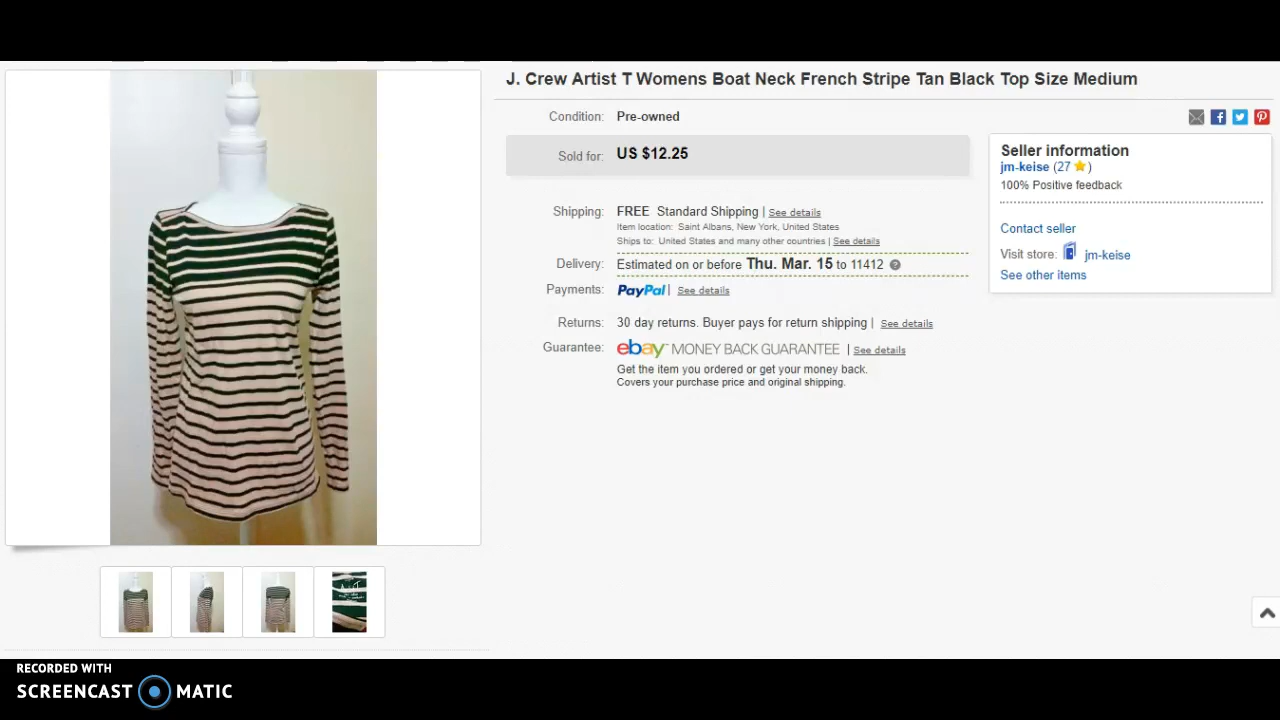 J. Crew Artist T Womens Boat Neck French Stripe Tan Black Top Size Medium
Condition: Pre-owned
Sold for: US $12.25
Shipping: FREE Standard Shipping | See details
Item location: Saint Albans, New York, United States
Ships to: United States and many other countries | See details
Delivery: Estimated on or before Thu. Mar. 15 to 11412 ?
Payments: PayPal | See details
Returns: 30 day returns. Buyer pays for return shipping | See details
Guarantee: ebay MONEY BACK GUARANTEE | See details
Get the item you ordered or get your money back.
Covers your purchase price and original shipping.
Seller information
jm-keise (27 )
100% Positive feedback
Contact seller
Visit store: jm-keise
See other items
RECORDED WITH
SCREENCAST MATIC